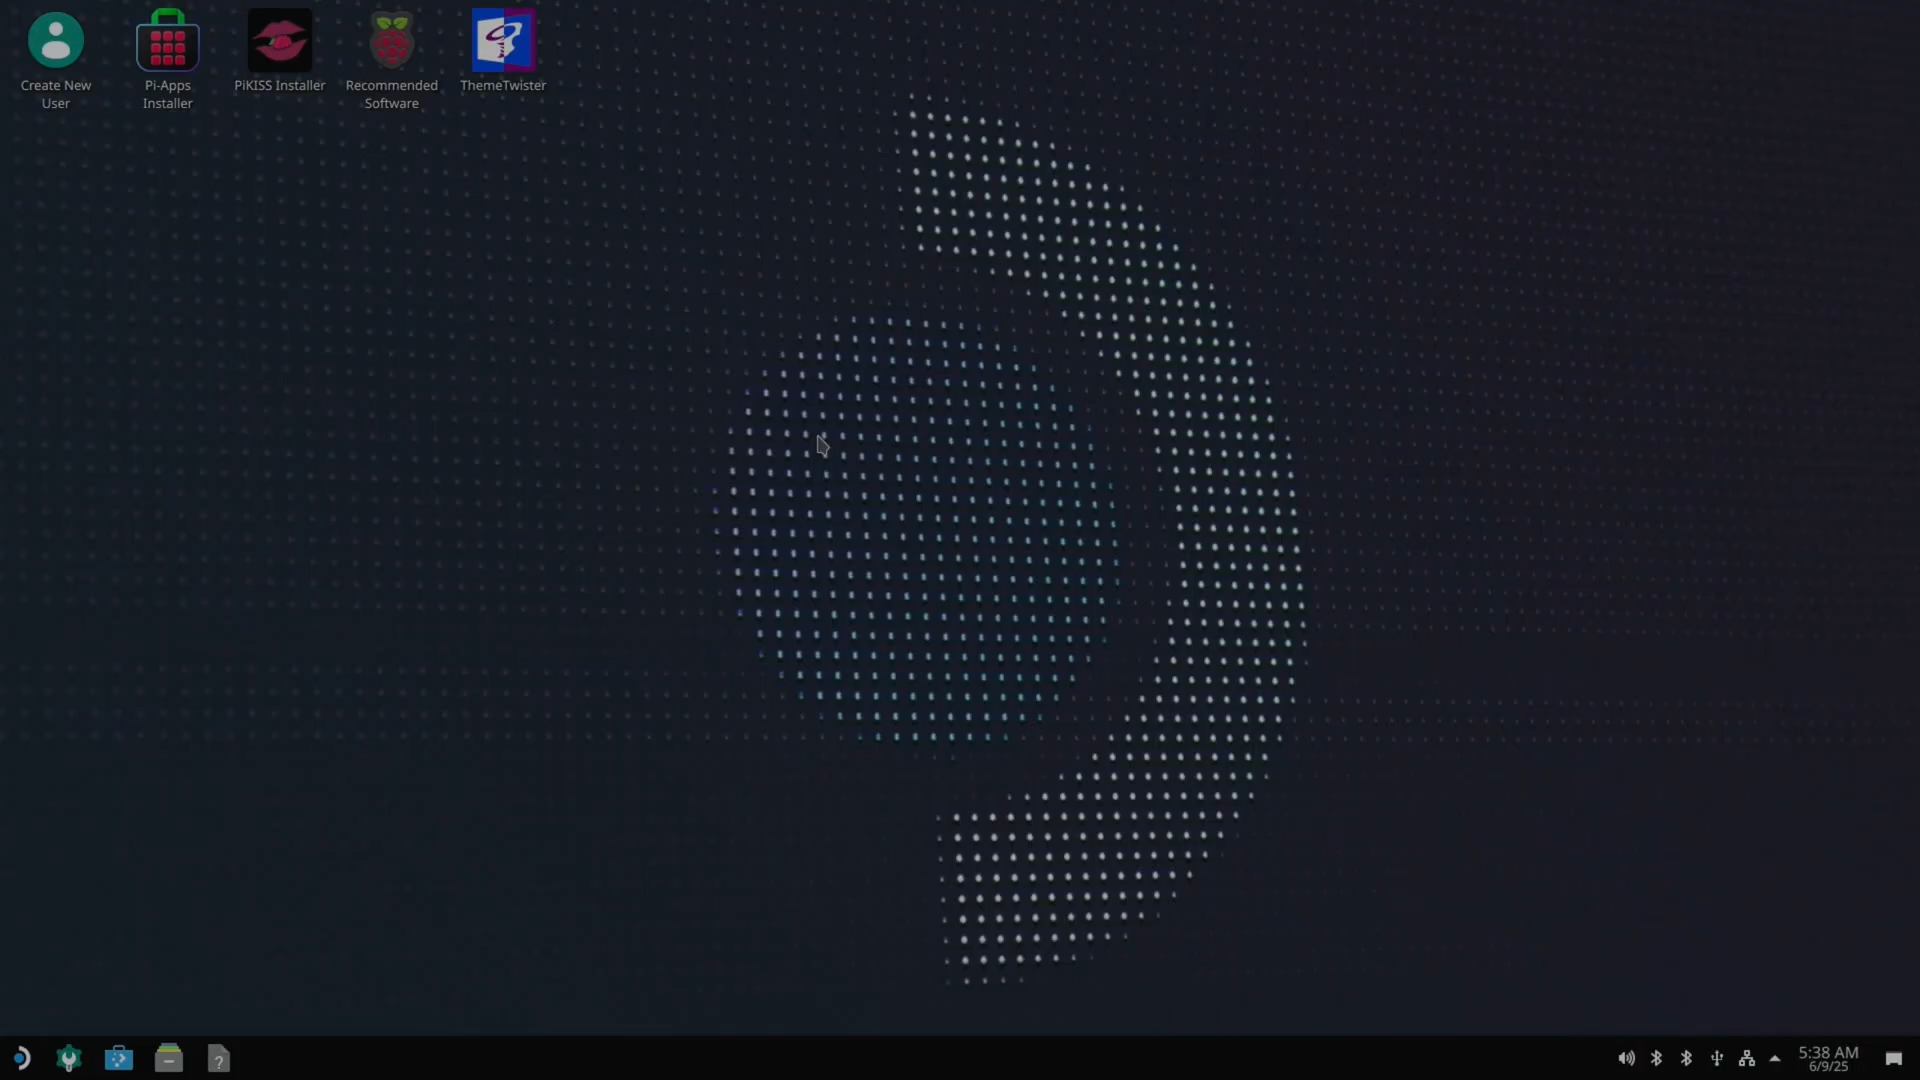 Create New
User
Pi-Apps
Installer
PiKISS Installer
Recommended
Software
ThemeTwister
?
5:38 AM
6/9/25